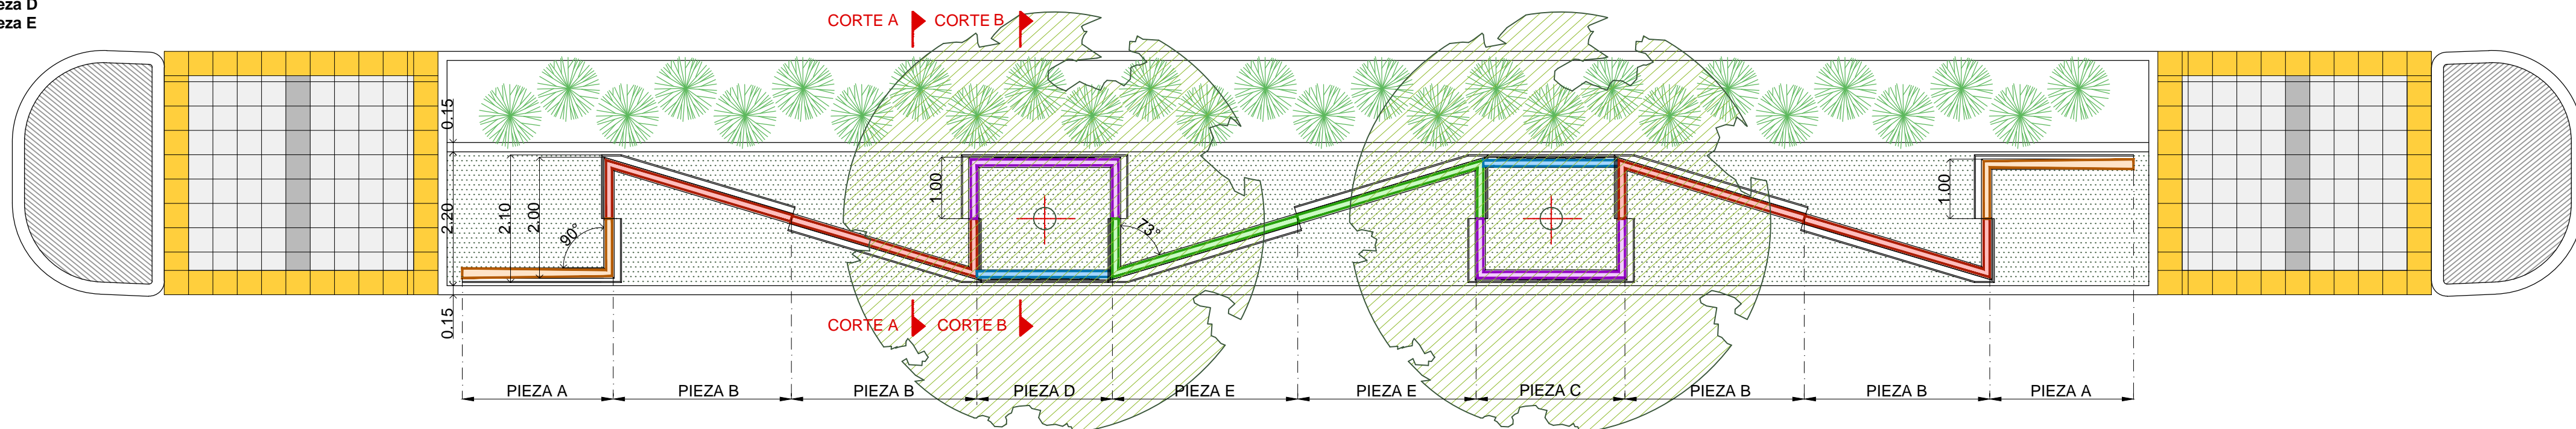 eza D
eza E
CORTE A
CORTE B
0.15
2.20
2.10
2.00
90°
1.00
73°
1.00
0.15
CORTE A
CORTE B
PIEZA A
PIEZA B
PIEZA B
PIEZA D
PIEZA E
PIEZA E
PIEZA C
PIEZA B
PIEZA B
PIEZA A